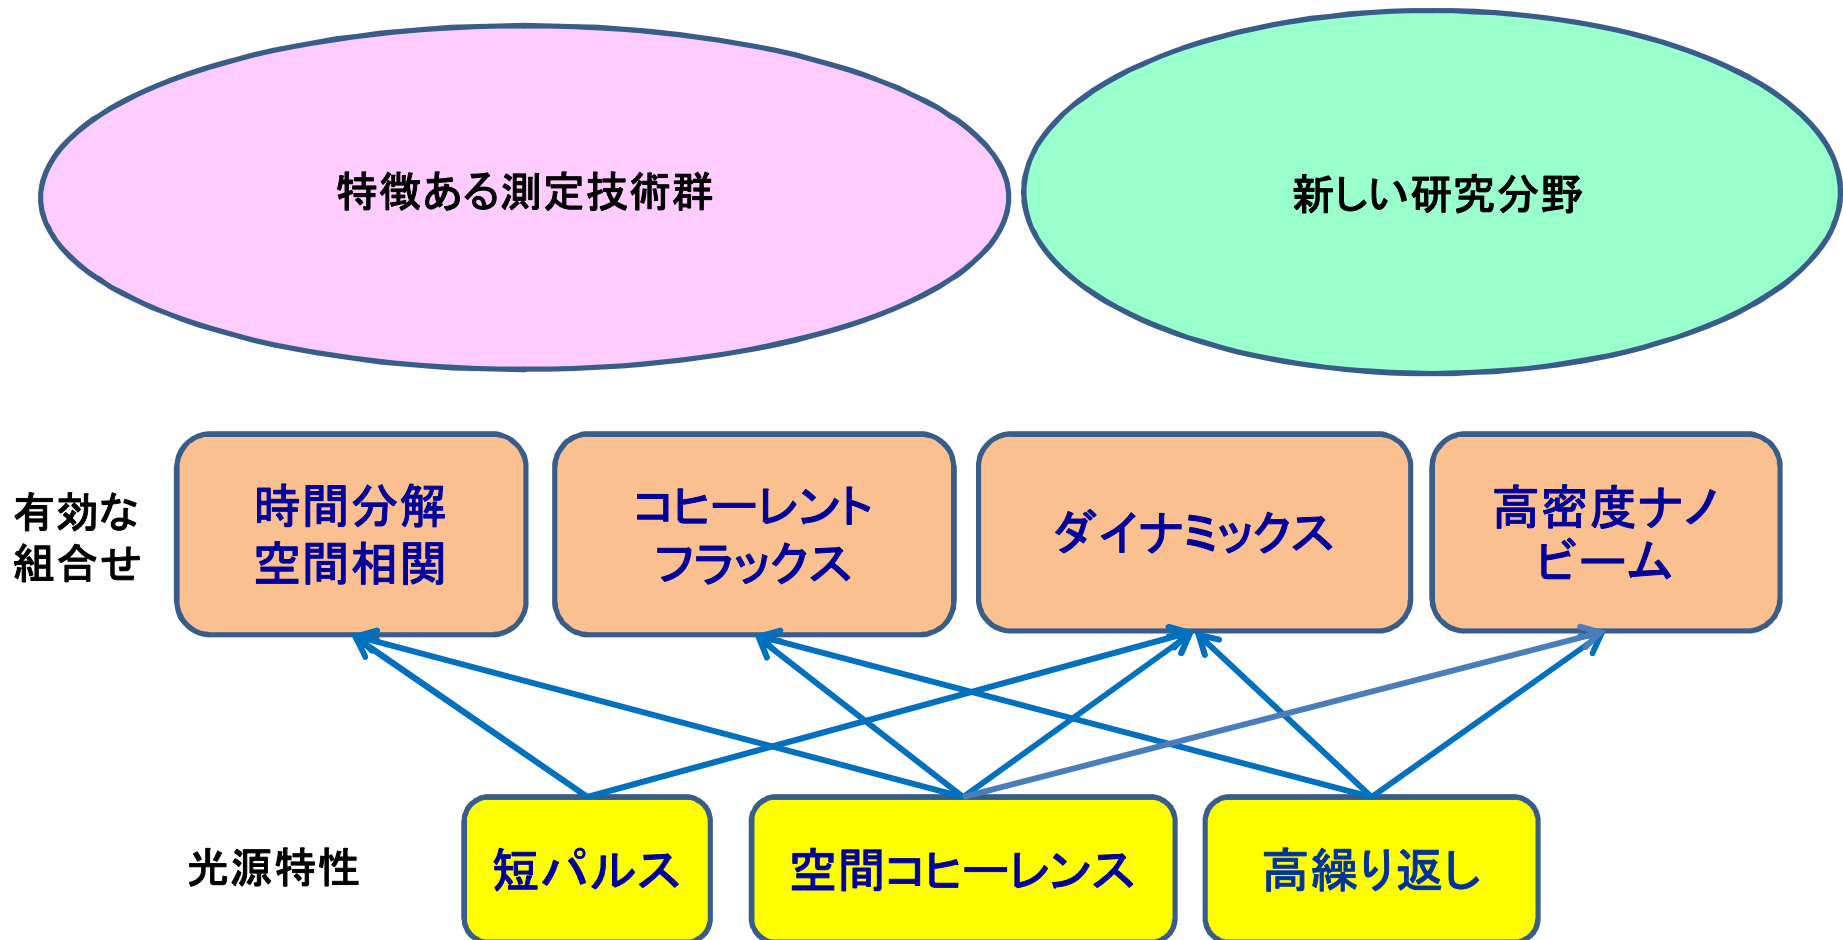 特徴ある測定技術群
新しい研究分野
有効な
組合せ
時間分解
空間相関
コヒーレント
フラックス
ダイナミックス
高密度ナノ
ビーム
光源特性
短パルス
空間コヒーレンス
高繰り返し